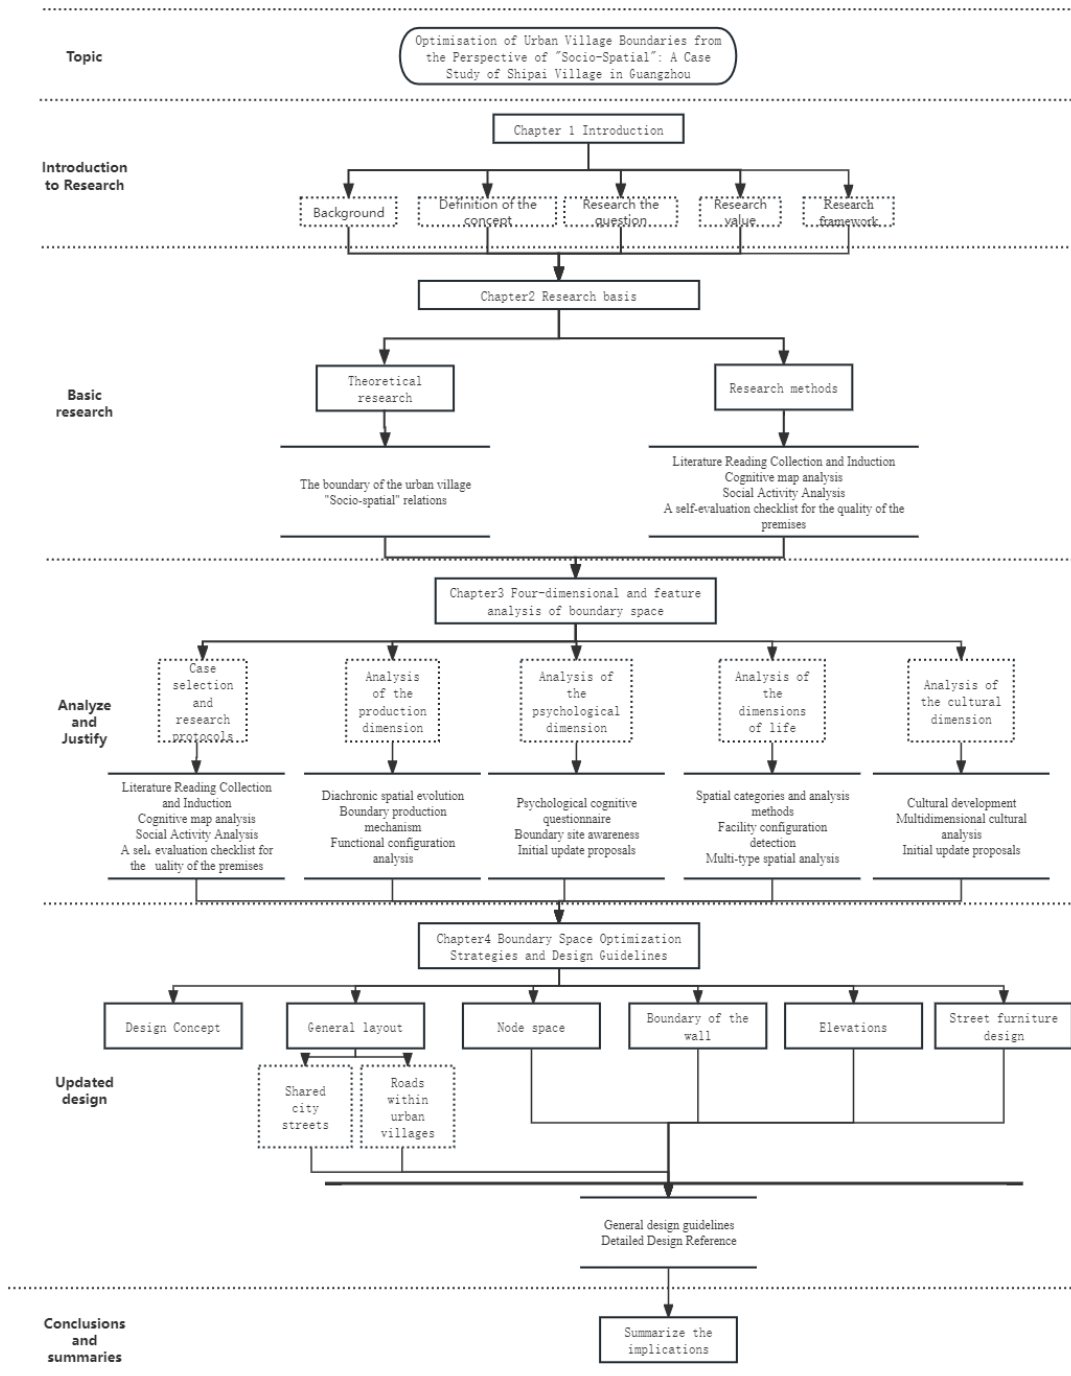 Topic
Optimisation of Urban Village Boundaries from
the Perspective of "Socio-Spatial": A Case
Study of Shipai Village in Guangzhou
Introduction
to Research
Chapter 1 Introduction
Background
Definition of the
concept
Research the
question
Research
value
Research
framework
Basic
research
Chapter2 Research basis
Theoretical
research
Research methods
The boundary of the urban village
"Socio-spatial" relations
Literature Reading Collection and Induction
Cognitive map analysis
Social Activity Analysis
A self-evaluation checklist for the quality of the
premises
Analyze
and
Justify
Chapter3 Four-dimensional and feature
analysis of boundary space
Case
selection
and
research
protocols
Analysis
of the
production
dimension
Analysis of
the
psychological
dimension
Analysis of
the
dimensions
of life
Analysis of
the cultural
dimension
Literature Reading Collection
and Induction
Cognitive map analysis
Social Activity Analysis
A evaluation checklist for
the uality of the premises
Diachronic spatial evolution
Boundary production
mechanism
Functional configuration
analysis
Psychological cognitive
questionnaire
Boundary site awareness
Initial update proposals
Spatial categories and analysis
methods
Facility configuration
detection
Multi-type spatial analysis
Cultural development
Multidimensional cultural
analysis
Initial update proposals
Updated
design
Chapter4 Boundary Space Optimization
Strategies and Design Guidelines
Design Concept
General layout
Node space
Boundary of the
wall
Elevations
Street furniture
design
Shared
city
streets
Roads
within
urban
villages
General design guidelines
Detailed Design Reference
Conclusions
and
summaries
Summarize the
implications